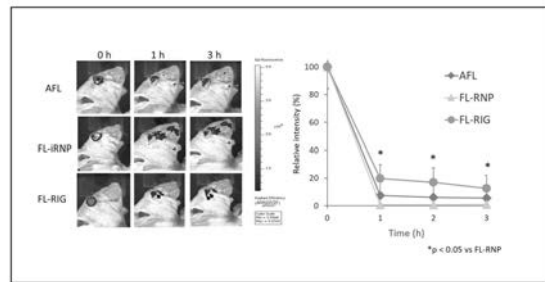 0 h 1 h 3 h
AFL
FL-iRNP
FL-RIG
Relative intensity (%)
100
80
60
40
20
0
0 1 2 3
Time (h)
AFL
FL-RNP
FL-RIG
* * *
*p < 0.05 vs FL-RNP